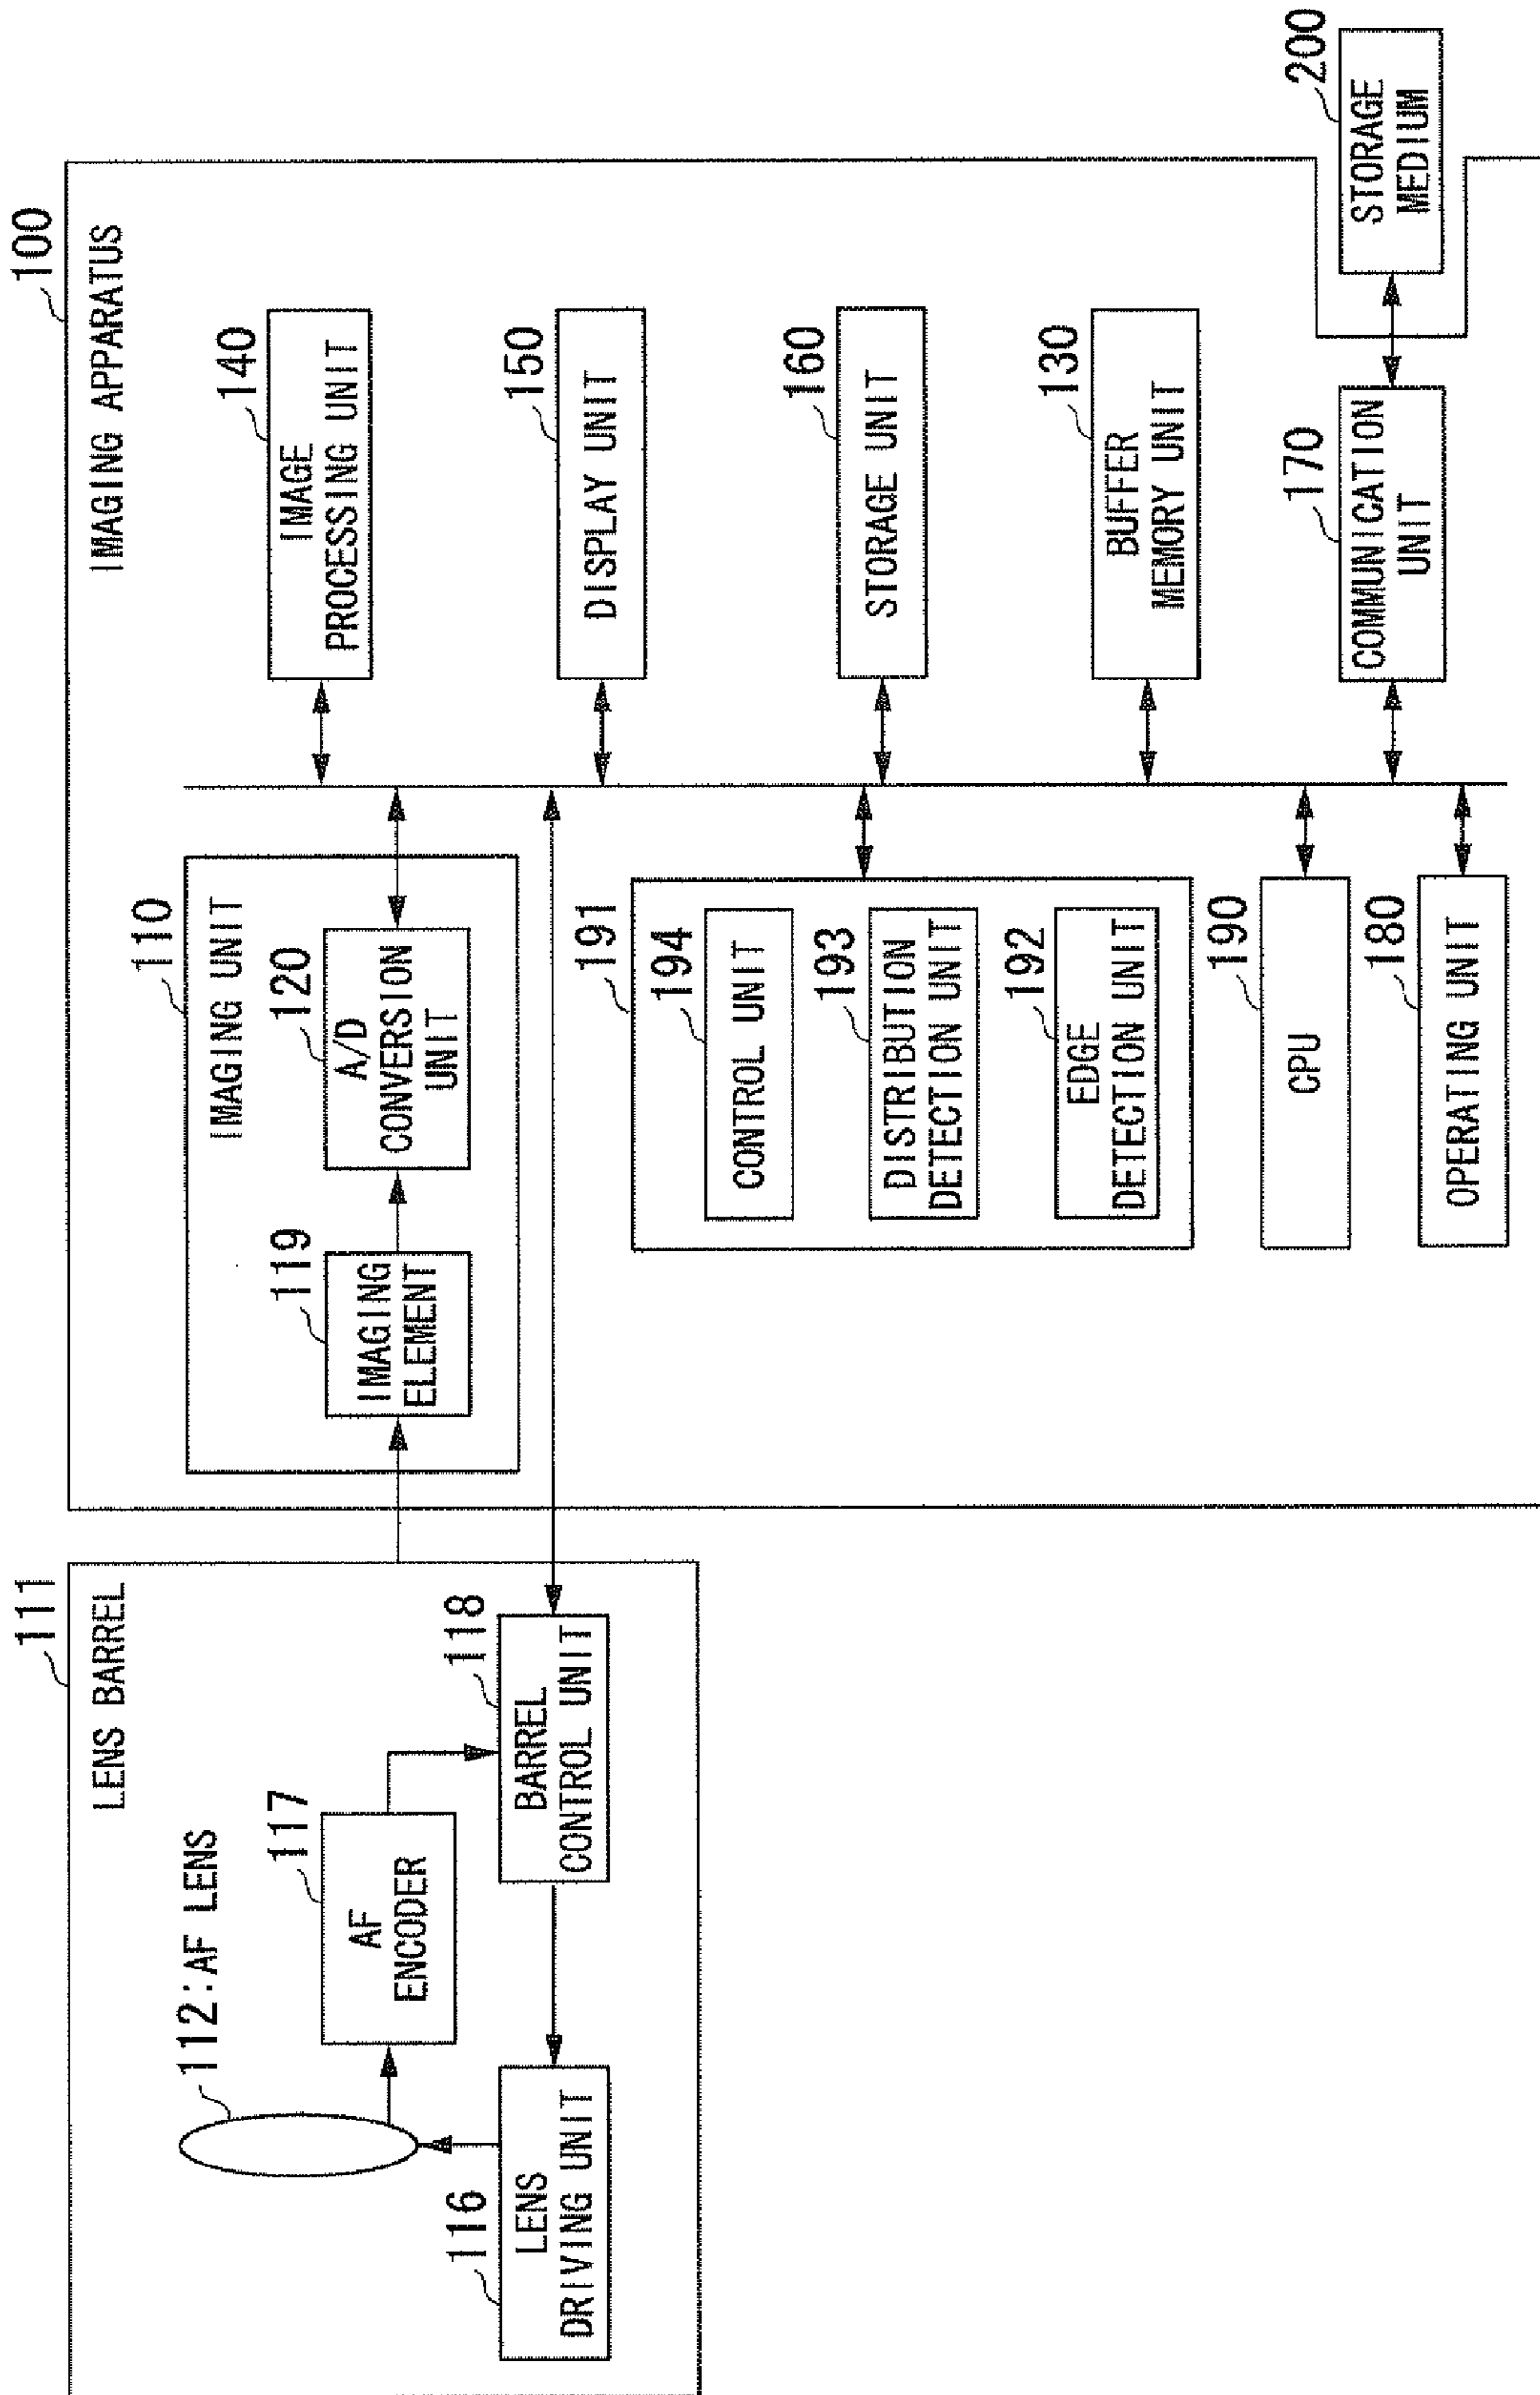 111
LENS BARREL
112:AF LENS
117
AF
ENCODER
116
LENS
DRIVING UNIT
118
BARREL
CONTROL UNIT
100
IMAGING APPARATUS
110
IMAGING UNIT
119
IMAGING
ELEMENT
120
A/D
CONVERSION
UNIT
191
194
CONTROL UNIT
193
DISTRIBUTION
DETECTION UNIT
192
EDGE
DETECTION UNIT
190
CPU
180
OPERATING UNIT
140
IMAGE
PROCESSING UNIT
150
DISPLAY UNIT
160
STORAGE UNIT
130
BUFFER
MEMORY UNIT
170
COMMUNICATION
UNIT
200
STORAGE
MEDIUM